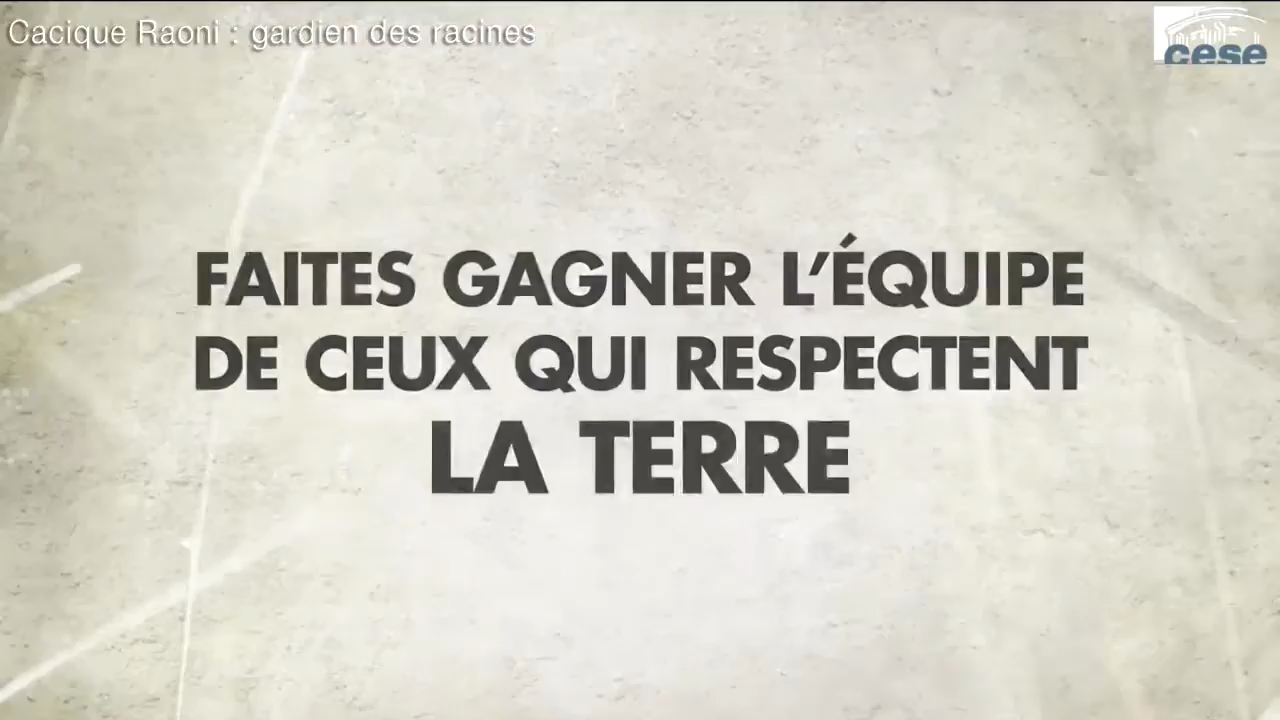 Cacique Raoni : gardien des racines
cese
FAITES GAGNER L'ÉQUIPE
DE CEUX QUI RESPECTENT
LA TERRE